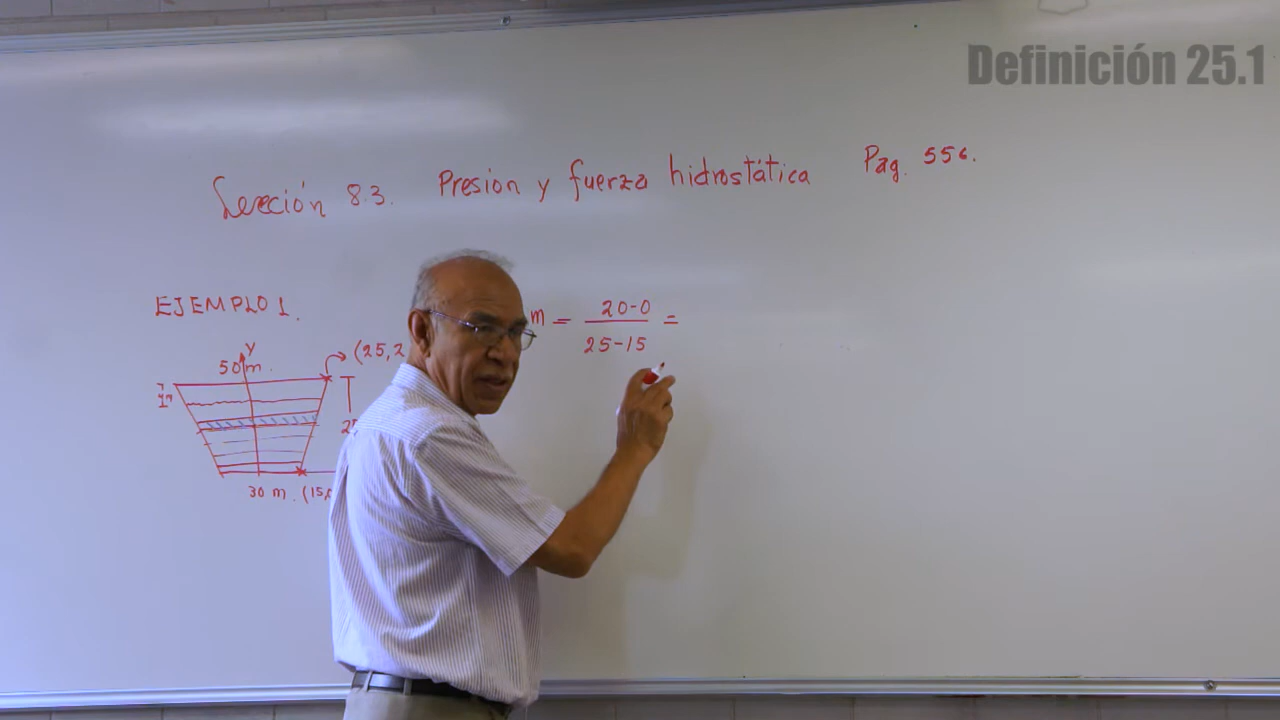 Definición 25.1
Sección 8.3. Presion y fuerza hidrostática Pag. 556.
EJEMPLO 1.
m = 20-0 / 25-15 =
Y
50 m.
(25,2
30 m. (15,0